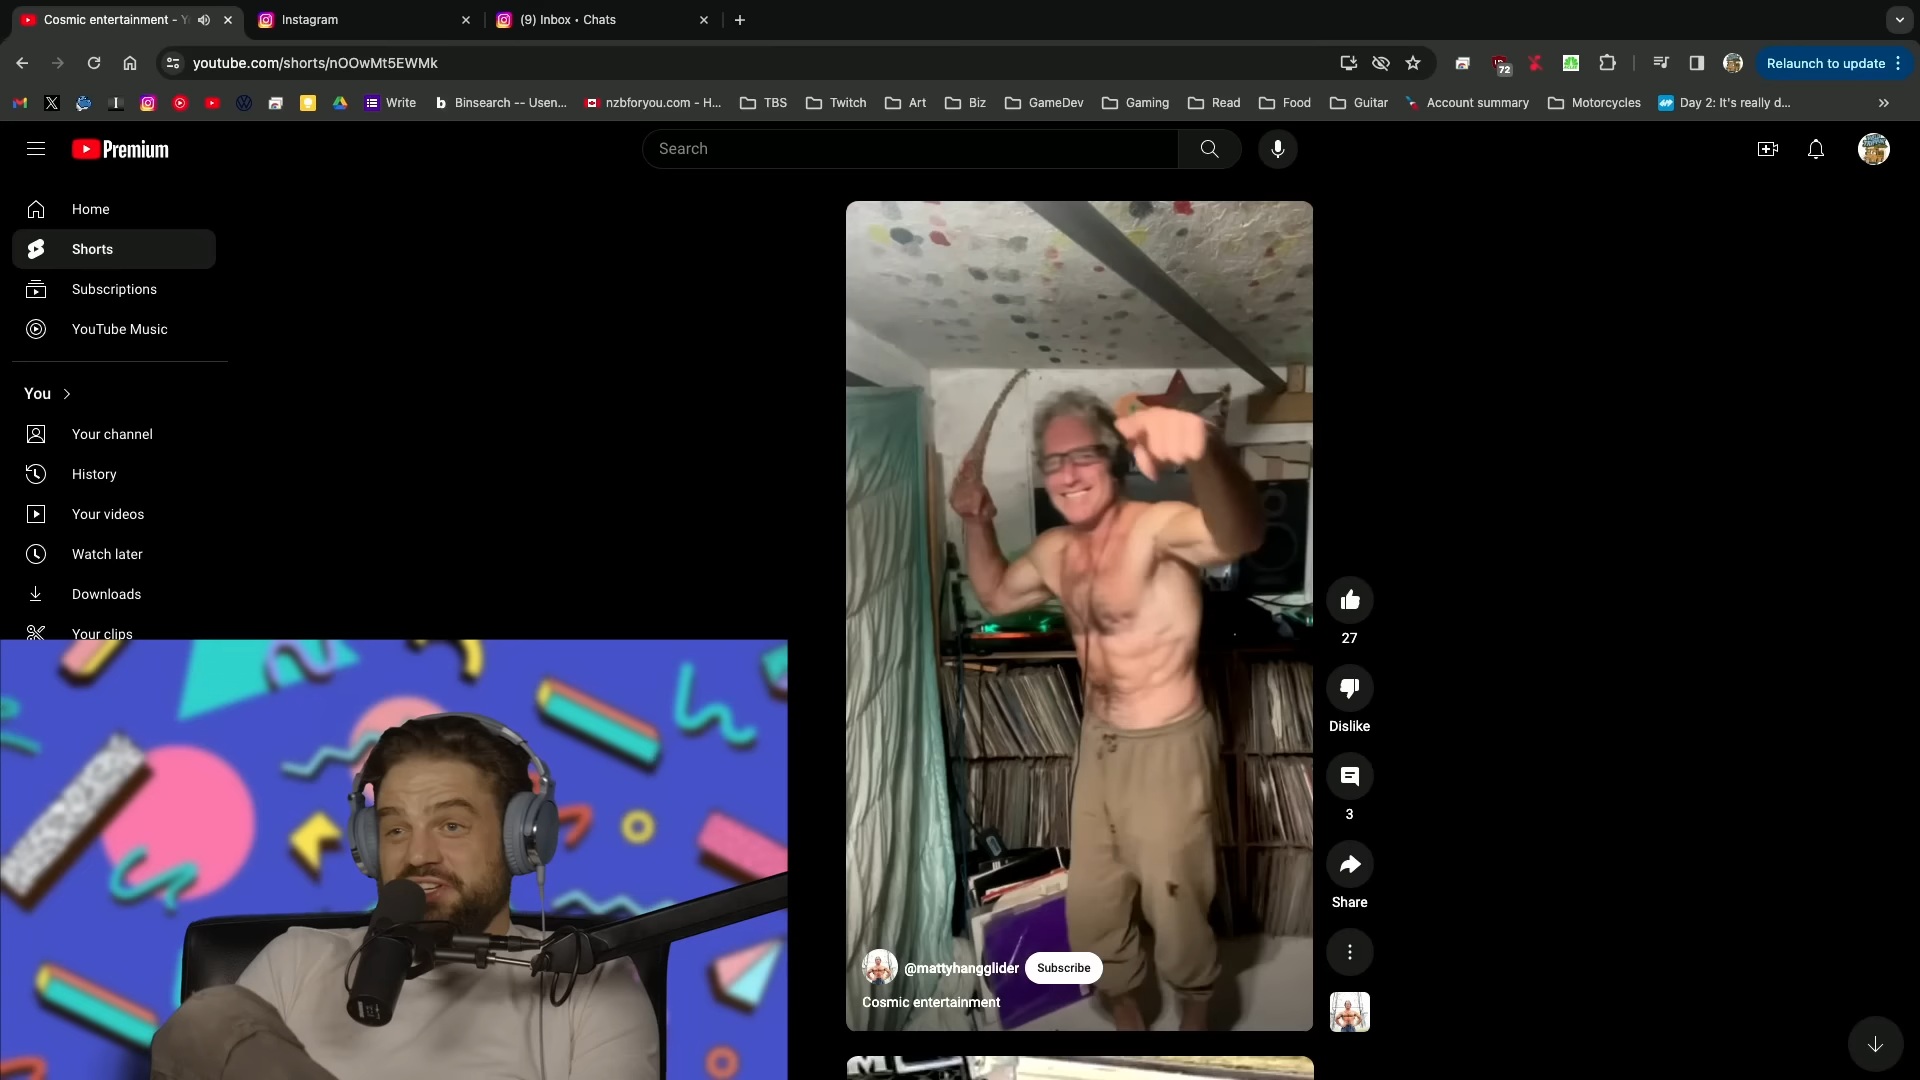 Cosmic entertainment - Y
Instagram
(9) Inbox • Chats
youtube.com/shorts/nOOwMt5EWMk
72
Relaunch to update
Write
Binsearch -- Usen...
nzbforyou.com - H...
TBS
Twitch
Art
Biz
GameDev
Gaming
Read
Food
Guitar
Account summary
Motorcycles
Day 2: It's really d...
Premium
Search
Home
Shorts
Subscriptions
YouTube Music
You
Your channel
History
Your videos
Watch later
Downloads
Your clips
27
Dislike
3
Share
@mattyhangglider
Subscribe
Cosmic entertainment